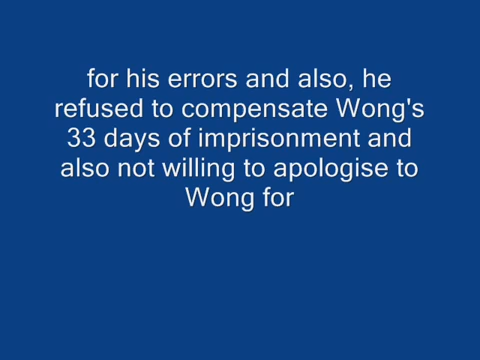 for his errors and also, he
refused to compensate Wong's
33 days of imprisonment and
also not willing to apologise to
Wong for